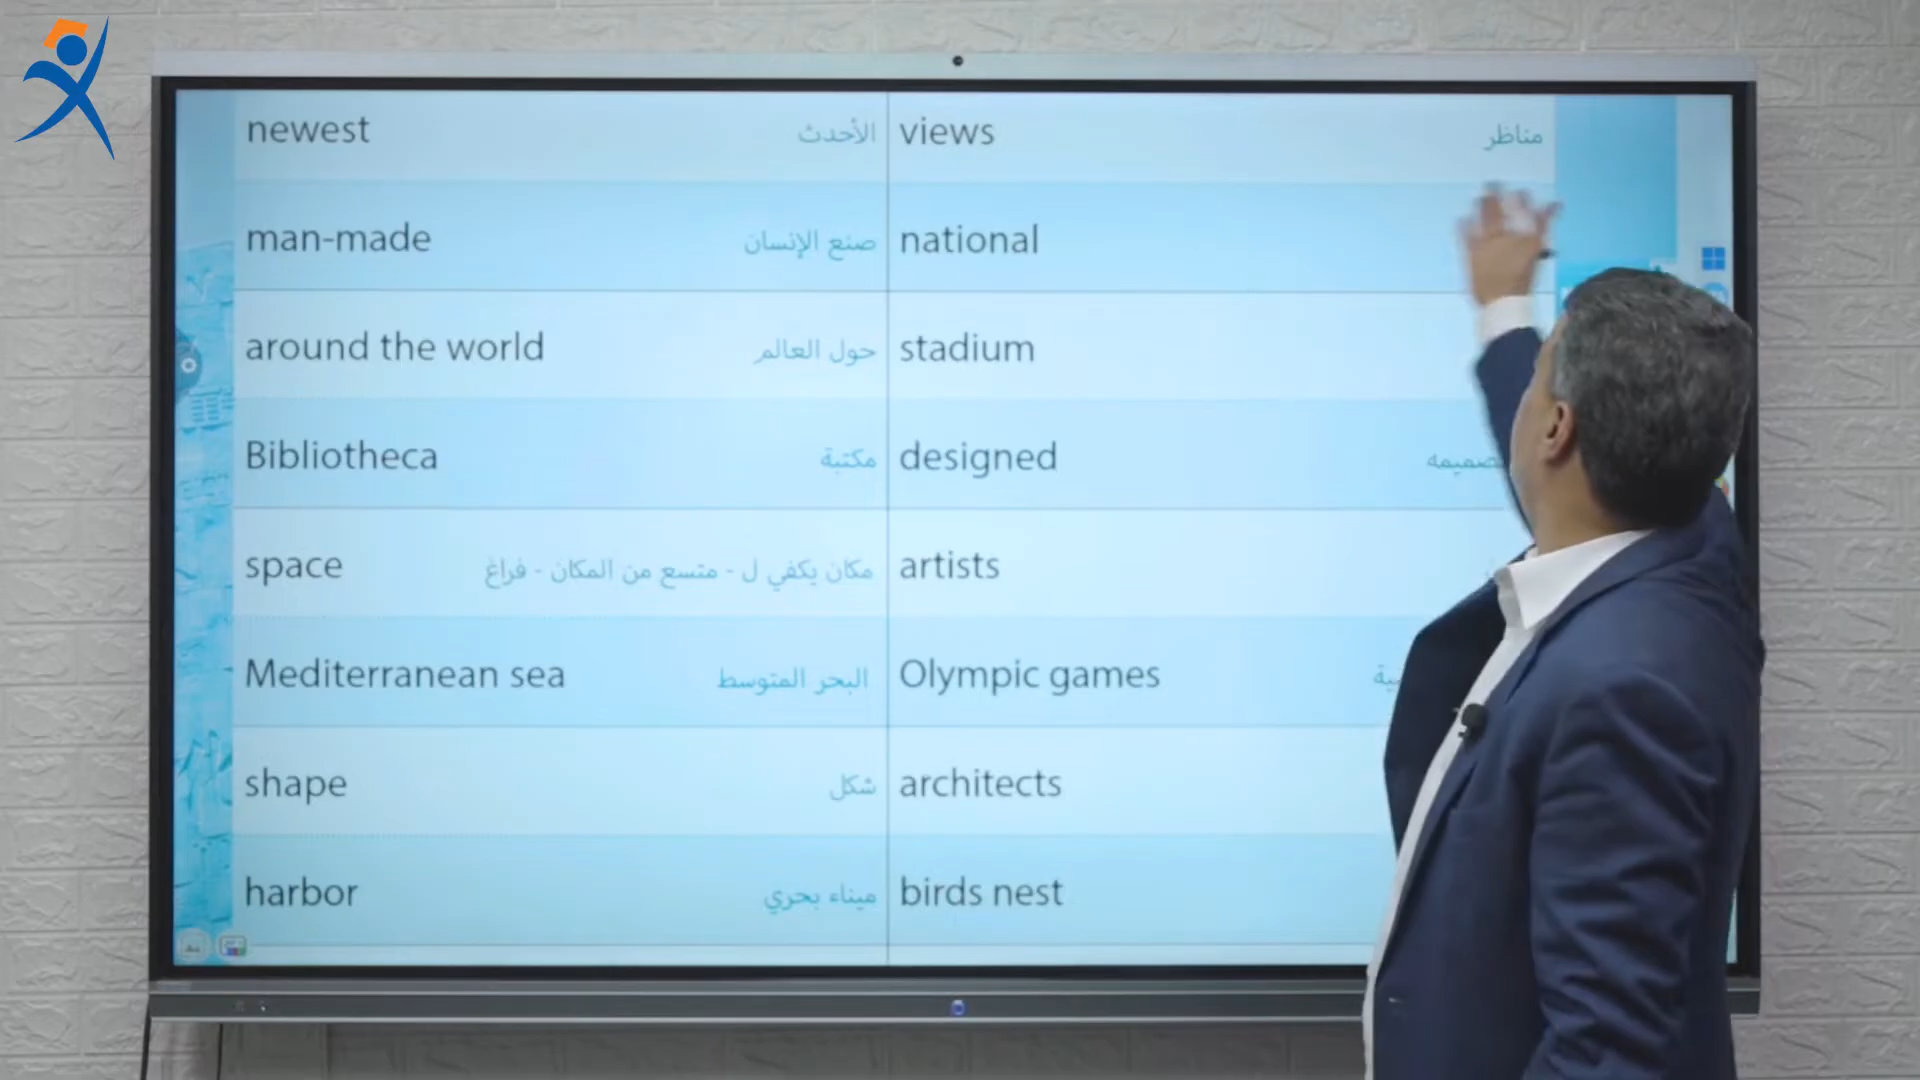 newest الأحدث views مناظر
man-made صنع الإنسان national
around the world حول العالم stadium
Bibliotheca مكتبة designed
space مكان يكفي ل - متسع من المكان - فراغ artists
Mediterranean sea البحر المتوسط Olympic games
shape شكل architects
harbor ميناء بحري birds nest